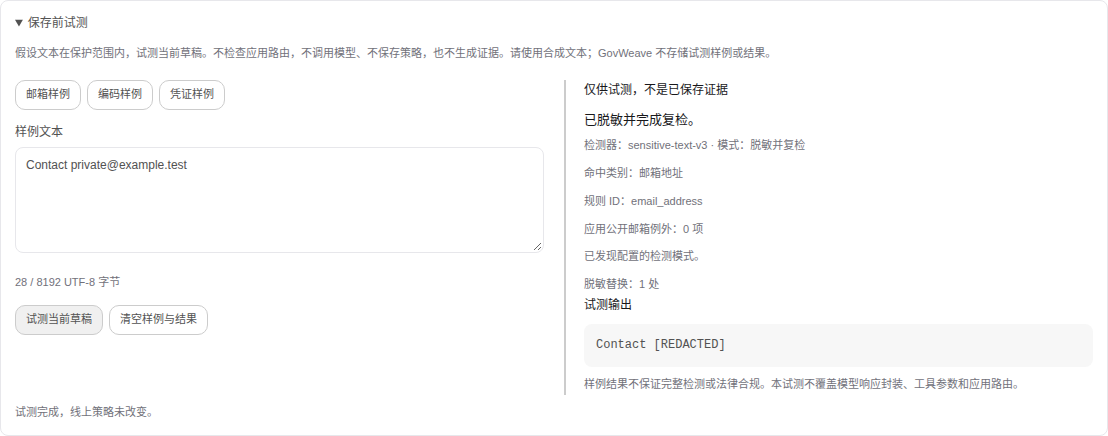 ▼ 保存前试测
假设文本在保护范围内，试测当前草稿。不检查应用路由，不调用模型、不保存策略，也不生成证据。请使用合成文本；GovWeave 不存储试测样例或结果。
邮箱样例 编码样例 凭证样例
样例文本
Contact private@example.test
28 / 8192 UTF-8 字节
试测当前草稿 清空样例与结果
仅供试测，不是已保存证据
已脱敏并完成复检。
检测器：sensitive-text-v3 · 模式：脱敏并复检
命中类别：邮箱地址
规则 ID：email_address
应用公开邮箱例外：0 项
已发现配置的检测模式。
脱敏替换：1 处
试测输出
Contact [REDACTED]
样例结果不保证完整检测或法律合规。本试测不覆盖模型响应封装、工具参数和应用路由。
试测完成，线上策略未改变。